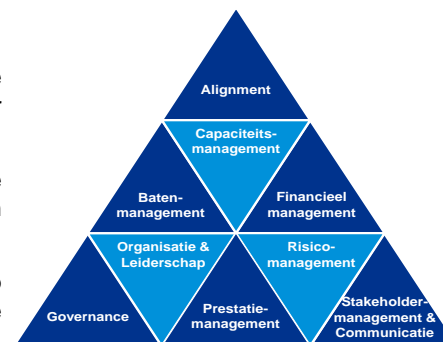 Alignment
Capaciteits-
management
Baten-
management
Financieel
management
Organisatie &
Leiderschap
Risico-
management
Governance
Prestatie-
management
Stakeholder-
management &
Communicatie